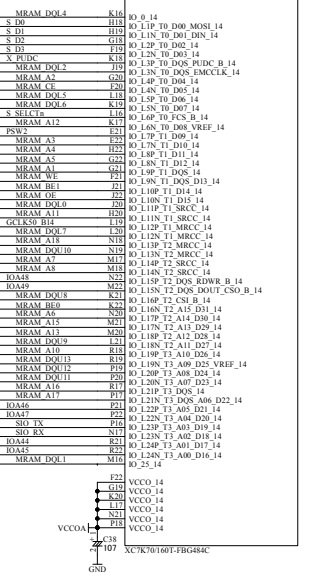 MRAM_DQL4 K16 IO_0_14
S_D0 H18 IO_L1P_T0_D00_MOSI_14
S_D1 H19 IO_L1N_T0_D01_DIN_14
S_D2 G18 IO_L2P_T0_D02_14
S_D3 F19 IO_L2N_T0_D03_14
X_PUDC K18 IO_L3P_T0_DQS_PUDC_B_14
MRAM_DQL2 J19 IO_L3N_T0_DQS_EMCCLK_14
MRAM_A2 G20 IO_L4P_T0_D04_14
MRAM_CE F20 IO_L4N_T0_D05_14
MRAM_DQL5 L18 IO_L5P_T0_D06_14
MRAM_DQL6 K19 IO_L5N_T0_D07_14
S_SELCTn L16 IO_L6P_T0_FCS_B_14
MRAM_A12 K17 IO_L6N_T0_D08_VREF_14
PSW2 E21 IO_L7P_T1_D09_14
MRAM_A3 E22 IO_L7N_T1_D10_14
MRAM_A4 H22 IO_L8P_T1_D11_14
MRAM_A5 G22 IO_L8N_T1_D12_14
MRAM_A1 G21 IO_L9P_T1_DQS_14
MRAM_WE F21 IO_L9N_T1_DQS_D13_14
MRAM_BE1 J21 IO_L10P_T1_D14_14
MRAM_OE J22 IO_L10N_T1_D15_14
MRAM_DQL0 J20 IO_L11P_T1_SRCC_14
MRAM_A11 H20 IO_L11N_T1_SRCC_14
GCLK50_B14 L19 IO_L12P_T1_MRCC_14
MRAM_DQL7 L20 IO_L12N_T1_MRCC_14
MRAM_A18 N18 IO_L13P_T2_MRCC_14
MRAM_DQU10 N19 IO_L13N_T2_MRCC_14
MRAM_A7 M17 IO_L14P_T2_SRCC_14
MRAM_A8 M18 IO_L14N_T2_SRCC_14
IOA48 N22 IO_L15P_T2_DQS_RDWR_B_14
IOA49 M22 IO_L15N_T2_DQS_DOUT_CSO_B_14
MRAM_DQU8 K21 IO_L16P_T2_CSI_B_14
MRAM_BE0 K22 IO_L16N_T2_A15_D31_14
MRAM_A6 N20 IO_L17P_T2_A14_D30_14
MRAM_A15 M21 IO_L17N_T2_A13_D29_14
MRAM_A13 M20 IO_L18P_T2_A12_D28_14
MRAM_DQU9 L21 IO_L18N_T2_A11_D27_14
MRAM_A10 R18 IO_L19P_T3_A10_D26_14
MRAM_DQU13 R19 IO_L19N_T3_A09_D25_VREF_14
MRAM_DQU12 P19 IO_L20P_T3_A08_D24_14
MRAM_DQU11 P20 IO_L20N_T3_A07_D23_14
MRAM_A16 R17 IO_L21P_T3_DQS_14
MRAM_A17 P17 IO_L21N_T3_DQS_A06_D22_14
IOA46 P21 IO_L22P_T3_A05_D21_14
IOA47 P22 IO_L22N_T3_A04_D20_14
SIO_TX P16 IO_L23P_T3_A03_D19_14
SIO_RX N17 IO_L23N_T3_A02_D18_14
IOA44 R21 IO_L24P_T3_A01_D17_14
IOA45 R22 IO_L24N_T3_A00_D16_14
MRAM_DQL1 M16 IO_25_14
F22 VCCO_14
G19 VCCO_14
K20 VCCO_14
L17 VCCO_14
N21 VCCO_14
VCCOA P18 VCCO_14
1 + C38
2 107
XC7K70/160T-FBG484C
GND